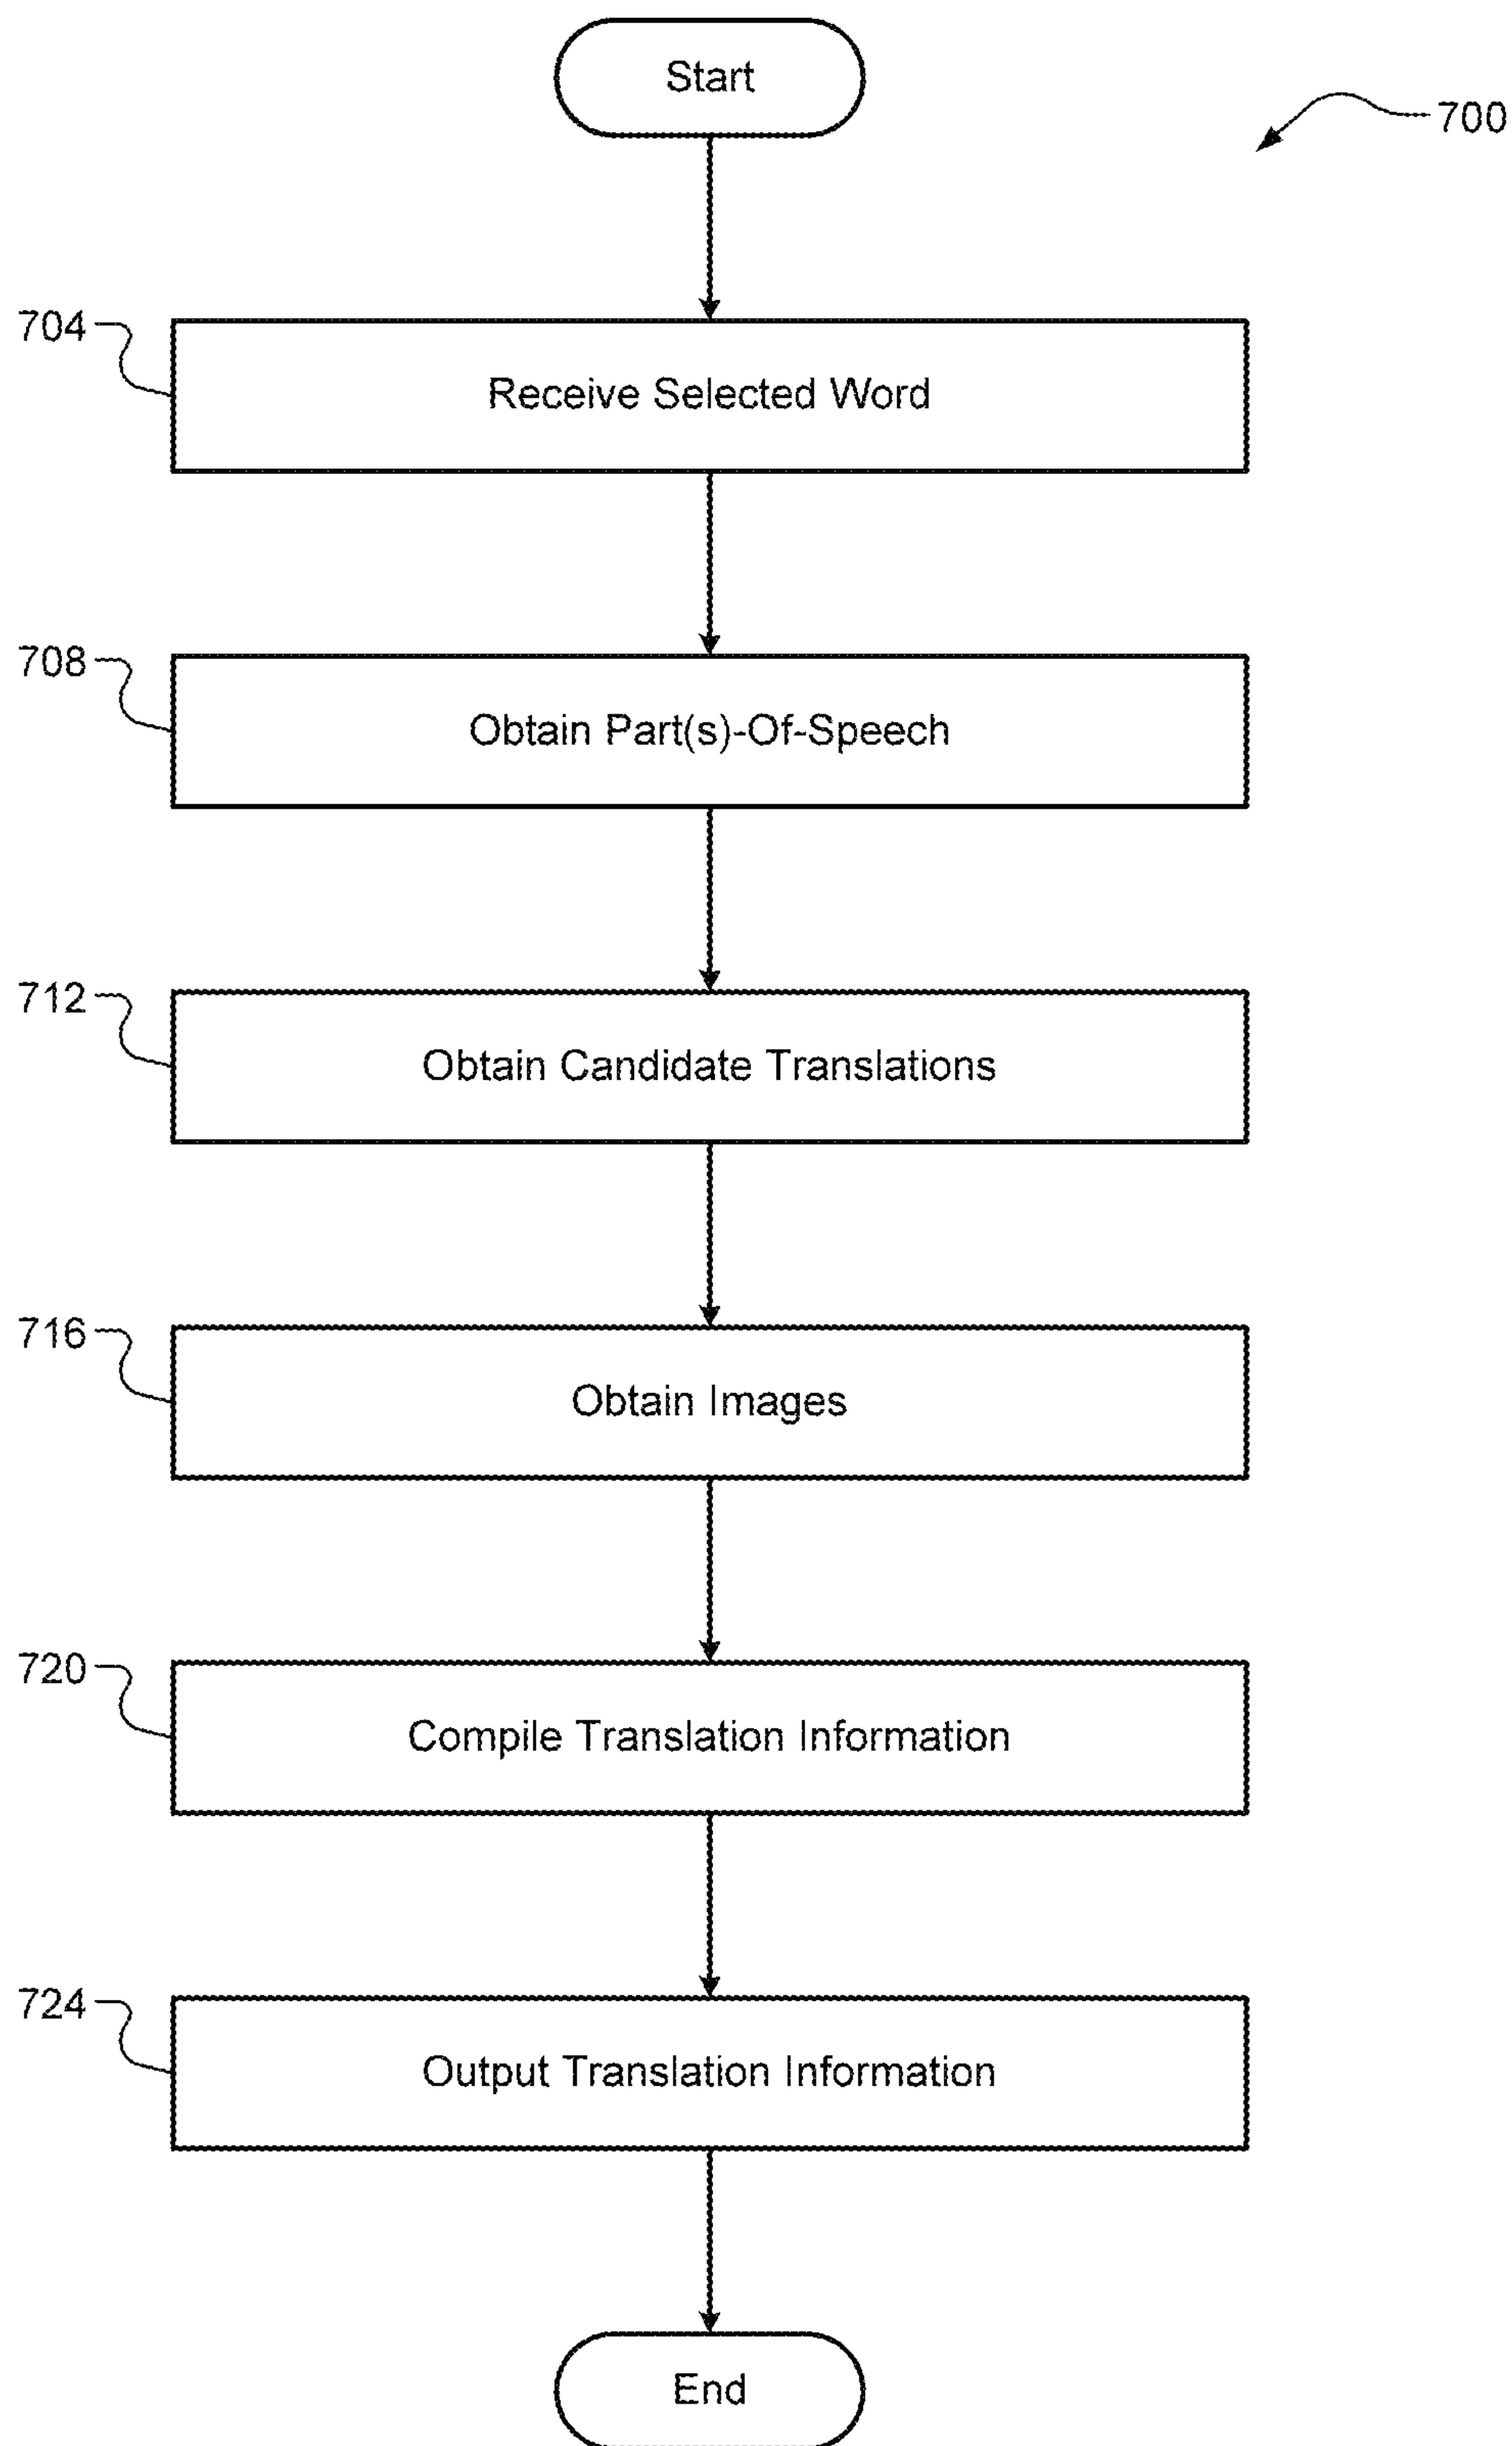 Start
700
704
Receive Selected Word
708
Obtain Part(s)-Of-Speech
712
Obtain Candidate Translations
716
Obtain Images
720
Compile Translation Information
724
Output Translation Information
End